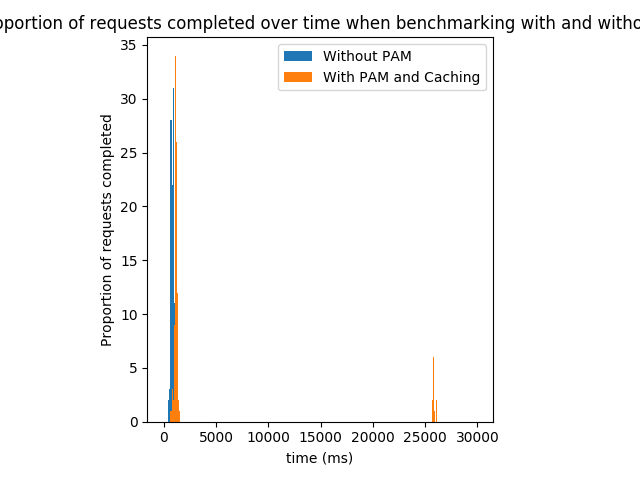 portion of requests completed over time when benchmarking with and witho
Without PAM
With PAM and Caching
Proportion of requests completed
35
30
25
20
15
10
5
0
0 5000 10000 15000 20000 25000 30000
time (ms)